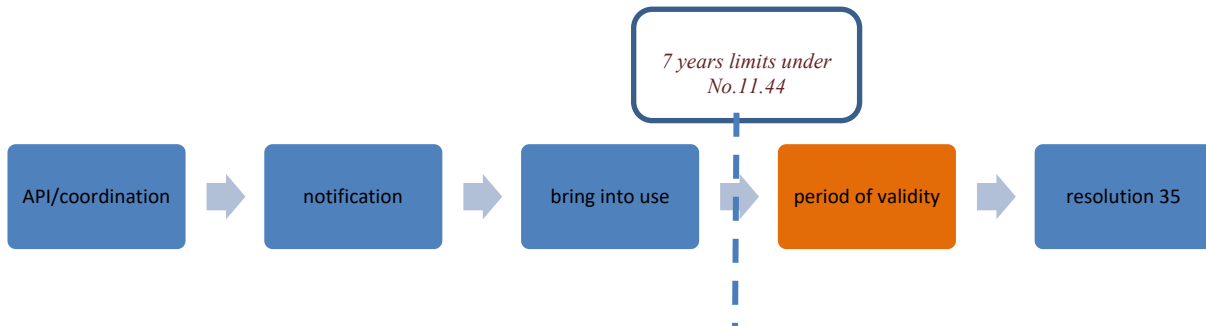 7 years limits under
No.11.44
API/coordination
notification
bring into use
period of validity
resolution 35